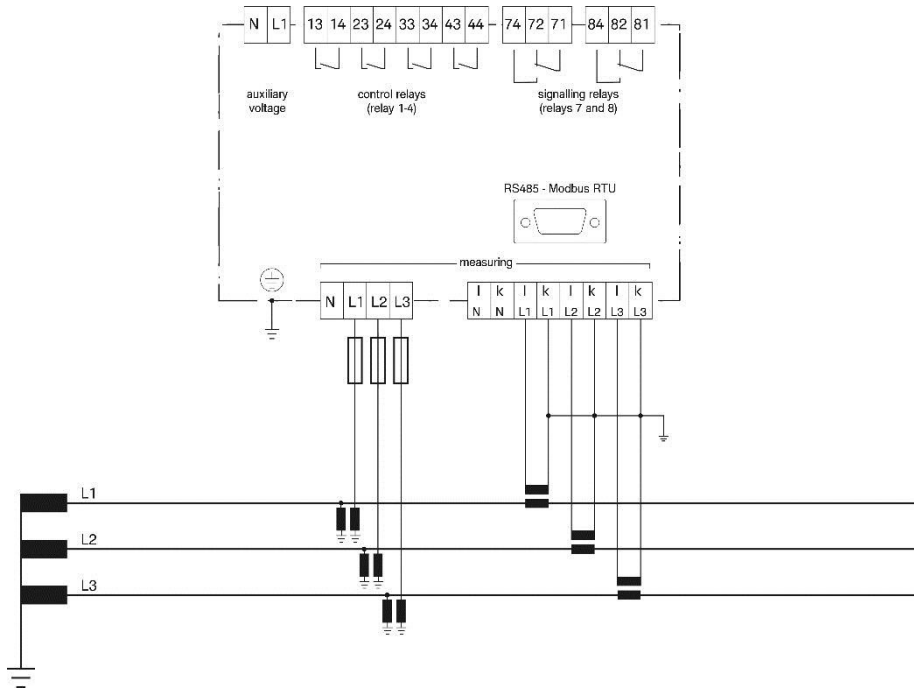 N L1 13 14 23 24 33 34 43 44 74 72 71 84 82 81
auxiliary
voltage
control relays
(relay 1-4)
signalling relays
(relays 7 and 8)
RS485 - Modbus RTU
measuring
N L1 L2 L3
l k l k l k l k
N N L1 L1 L2 L2 L3 L3
L1
L2
L3